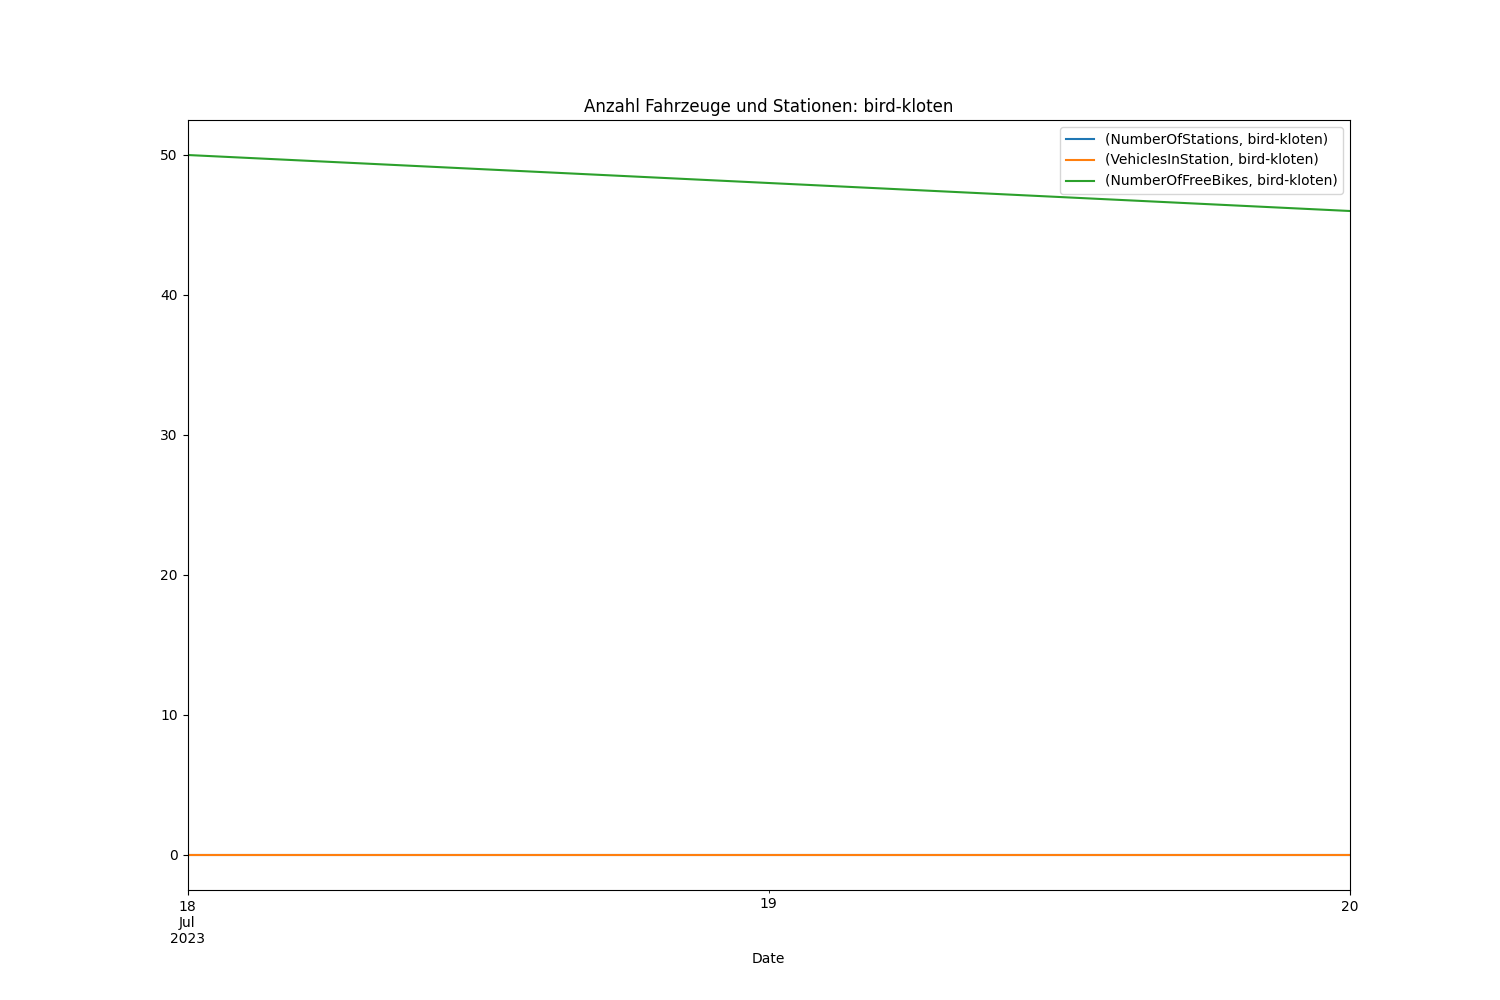 Anzahl Fahrzeuge und Stationen: bird-kloten
(NumberOfStations, bird-kloten)
(VehiclesInStation, bird-kloten)
(NumberOfFreeBikes, bird-kloten)
50
40
30
20
10
0
18
19
20
Jul
2023
Date